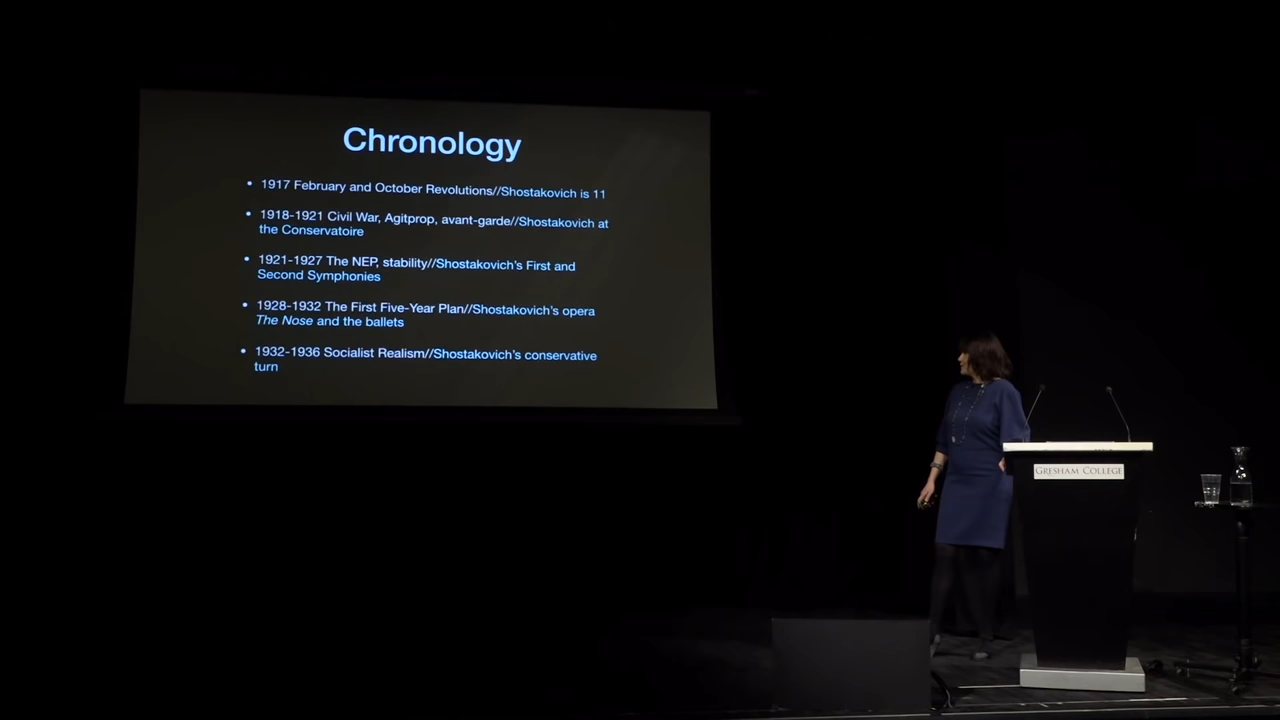 Chronology
• 1917 February and October Revolutions//Shostakovich is 11
• 1918-1921 Civil War, Agitprop, avant-garde//Shostakovich at
the Conservatoire
• 1921-1927 The NEP, stability//Shostakovich's First and
Second Symphonies
• 1928-1932 The First Five-Year Plan//Shostakovich's opera
The Nose and the ballets
• 1932-1936 Socialist Realism//Shostakovich's conservative
turn
GRESHAM COLLEGE